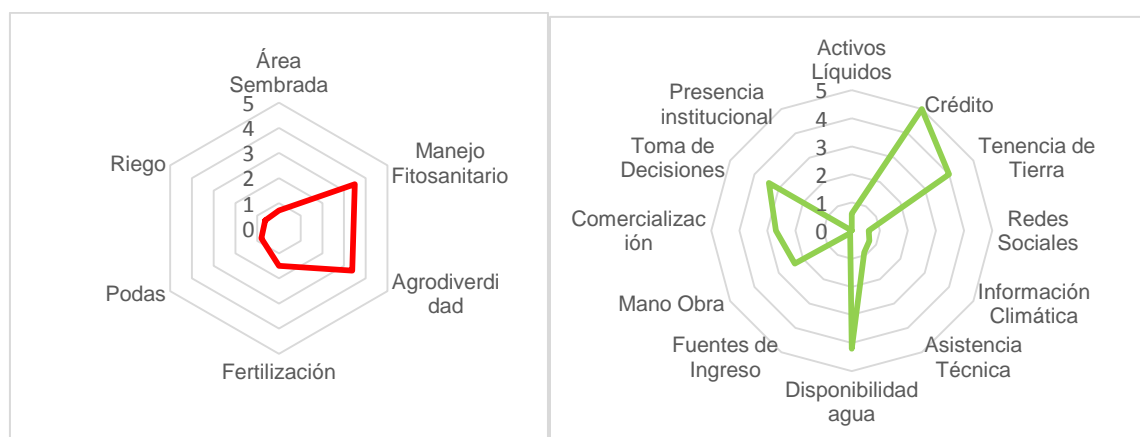 Área
Sembrada
5
4
3
2
1
0
Manejo
Fitosanitario
Agrodiverdi
dad
Fertilización
Podas
Riego
Activos
Líquidos
5
4
3
2
1
0
Crédito
Tenencia de
Tierra
Redes
Sociales
Información
Climática
Asistencia
Técnica
Disponibilidad
agua
Fuentes de
Ingreso
Mano Obra
Comercializac
ión
Toma de
Decisiones
Presencia
institucional